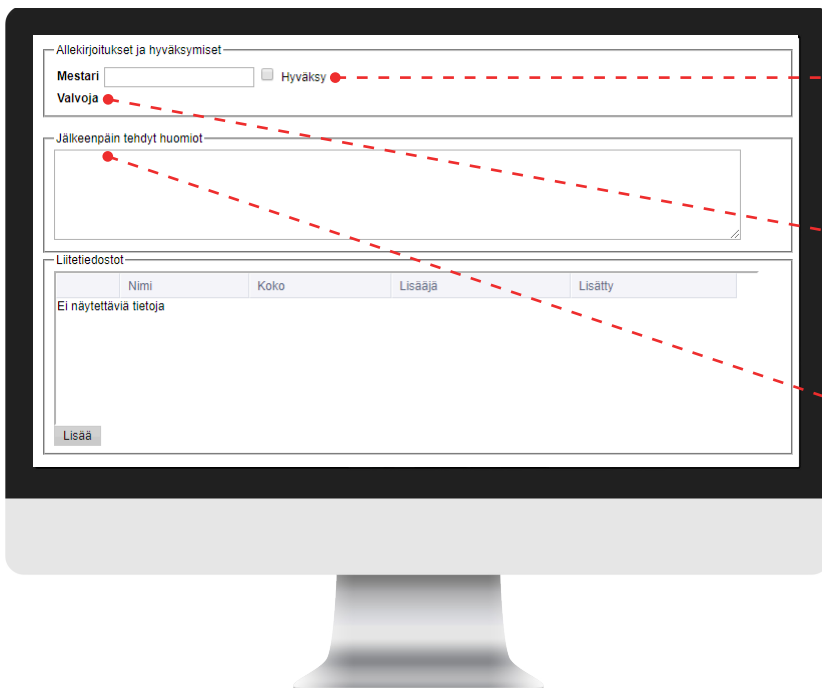 Allekirjoitukset ja hyväksymiset
Mestari Hyväksy
Valvoja
Jälkeenpäin tehdyt huomiot
Liitetiedostot
Nimi Koko Lisääjä Lisätty
Ei näytettäviä tietoja
Lisää